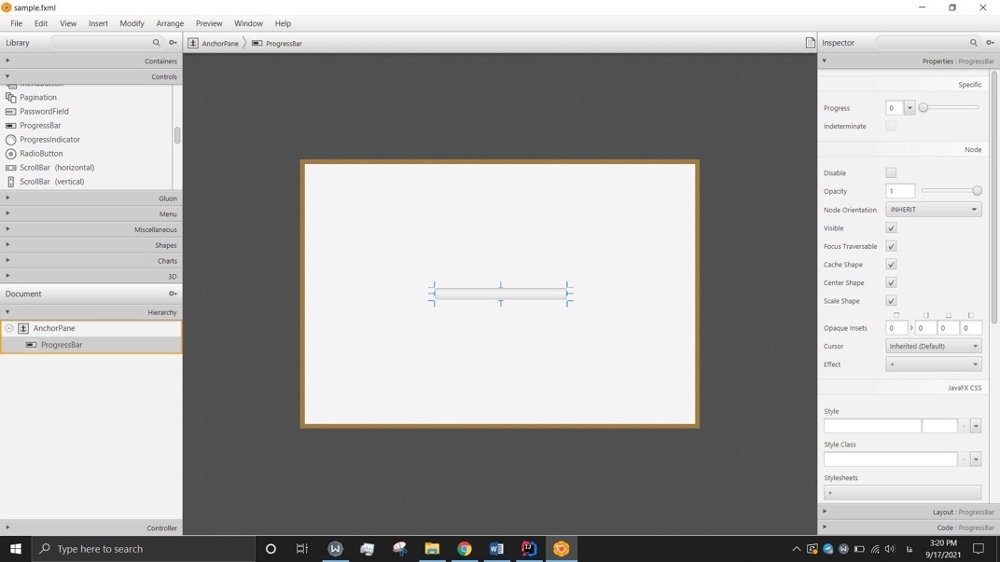 sample.fxml
File Edit View Insert Modify Arrange Preview Window Help
Library
AnchorPane ProgressBar
Inspector
Containers
Controls
MenuButton
Pagination
PasswordField
ProgressBar
ProgressIndicator
RadioButton
ScrollBar (horizontal)
ScrollBar (vertical)
Gluon
Menu
Miscellaneous
Shapes
Charts
3D
Document
Hierarchy
AnchorPane
ProgressBar
Controller
Properties : ProgressBar
Specific
Progress 0
Indeterminate
Node
Disable
Opacity 1
Node Orientation INHERIT
Visible
Focus Traversable
Cache Shape
Center Shape
Scale Shape
Opaque Insets 0 0 0 0
Cursor Inherited (Default)
Effect +
JavaFX CSS
Style
Style Class
Stylesheets
+
Layout : ProgressBar
Code : ProgressBar
Type here to search
فا
3:20 PM
9/17/2021